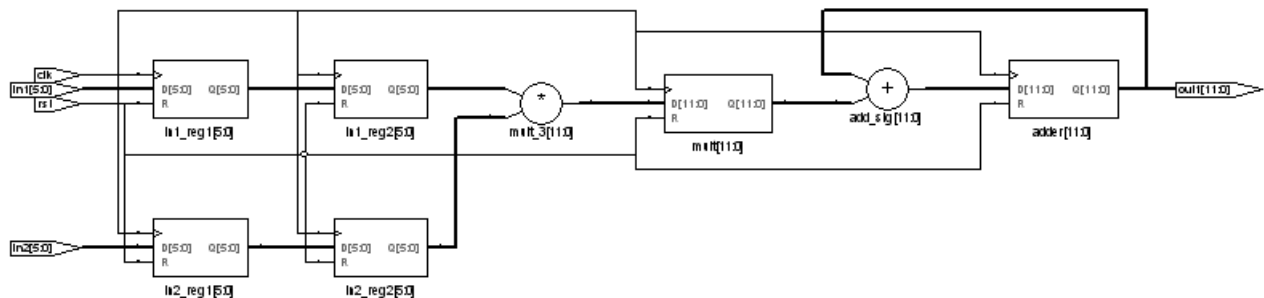 clk
in1[5:0]
rst
D[5:0] Q[5:0]
R
in1_reg1[5:0]
D[5:0] Q[5:0]
R
in1_reg2[5:0]
*
mult_3[11:0]
D[11:0] Q[11:0]
R
mult[11:0]
+
add_sig[11:0]
D[11:0] Q[11:0]
R
adder[11:0]
out1[11:0]
in2[5:0]
D[5:0] Q[5:0]
R
in2_reg1[5:0]
D[5:0] Q[5:0]
R
in2_reg2[5:0]